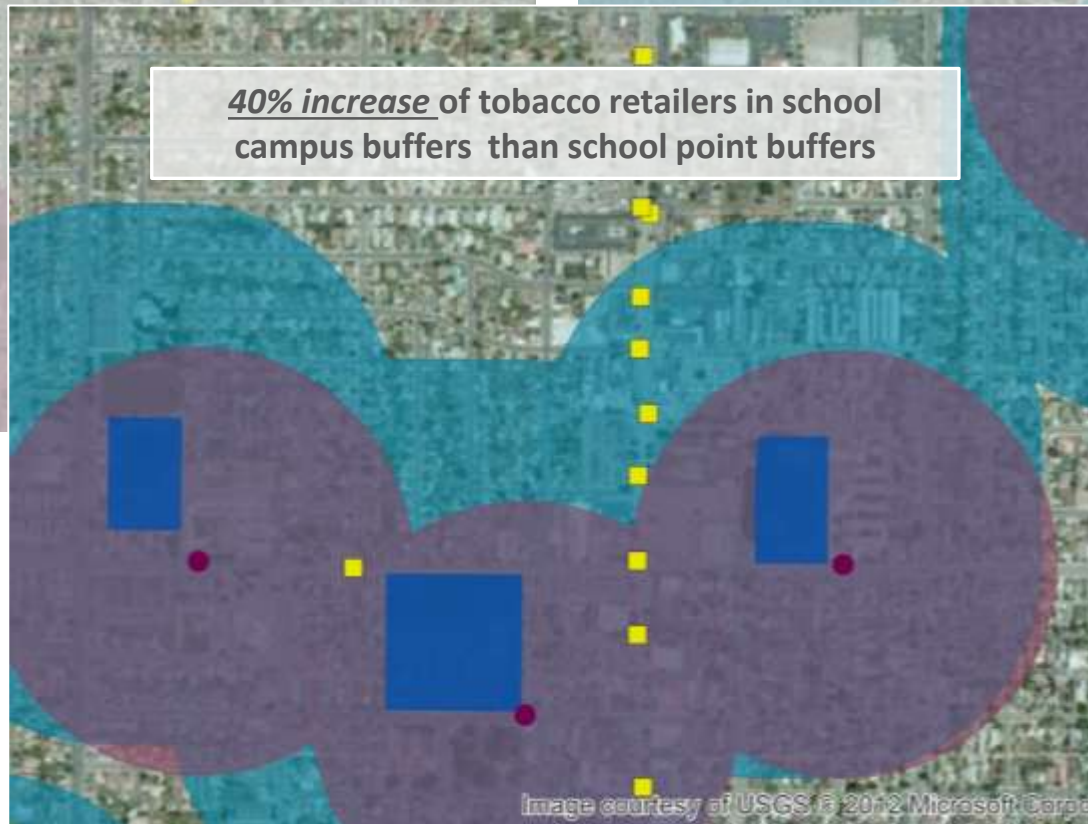 40% increase of tobacco retailers in school
campus buffers than school point buffers
Image courtesy of USGS © 2012 Microsoft